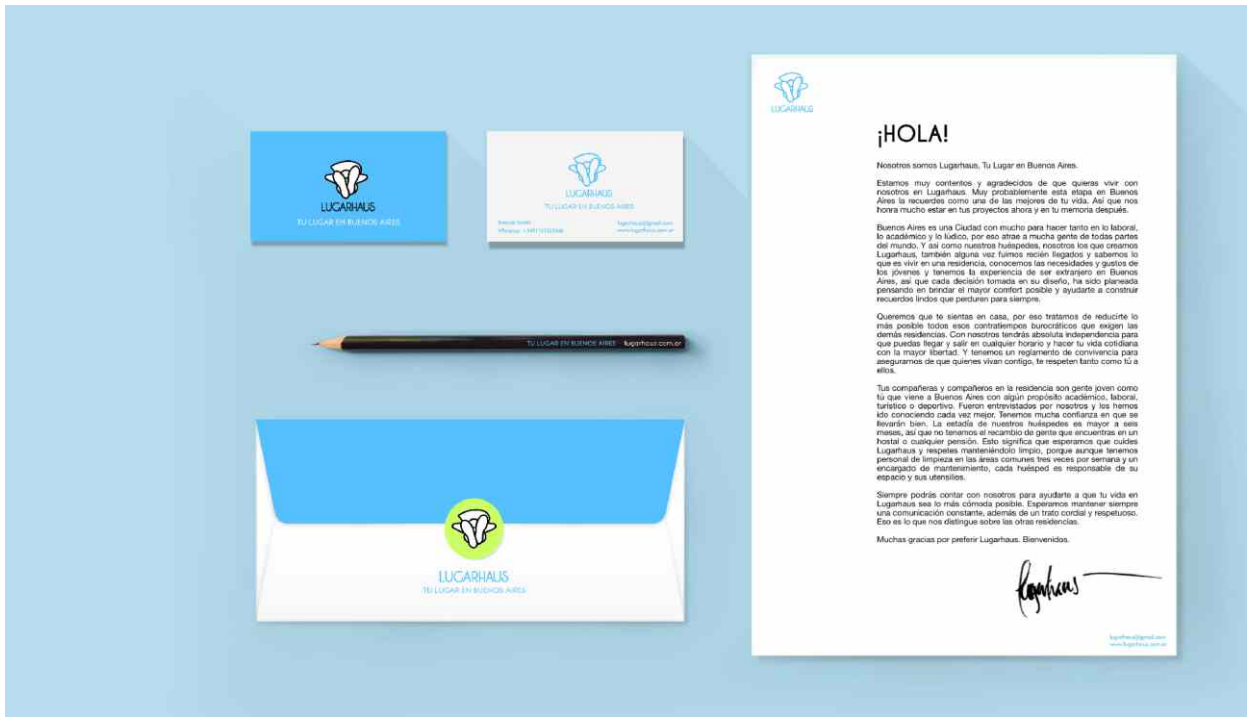 LUGARHAUS
TU LUGAR EN BUENOS AIRES
LUGARHAUS
TU LUGAR EN BUENOS AIRES
lugarhaus@gmail.com
www.lugarhaus.com.ar
TU LUGAR EN BUENOS AIRES lugarhaus.com.ar
LUGARHAUS
TU LUGAR EN BUENOS AIRES
LUGARHAUS
¡HOLA!
Nosotros somos Lugarhaus, Tu Lugar en Buenos Aires.
Estamos muy contentos y agradecidos de que quieras vivir con
nosotros en Lugarhaus. Muy probablemente esta etapa en Buenos
Aires la recuerdes como una de las mejores de tu vida. Así que nos
honra mucho estar en tus proyectos ahora y en tu memoria después.
Buenos Aires es una Ciudad con mucho para hacer tanto en lo laboral,
lo académico y lo lúdico, por eso atrae a mucha gente de todas partes
del mundo. Y así como nuestros huéspedes, nosotros los que creamos
Lugarhaus, también alguna vez fuimos recién llegados y sabemos lo
que es vivir en una residencia, conocemos las necesidades y gustos de
los jóvenes y tenemos la experiencia de ser extranjero en Buenos
Aires, así que cada decisión tomada en su diseño, ha sido planeada
pensando en brindar el mayor comfort posible y ayudarte a construir
recuerdos lindos que perduren para siempre.
Queremos que te sientas en casa, por eso tratamos de reducirte lo
más posible todos esos contratiempos burocráticos que exigen las
demás residencias. Con nosotros tendrás absoluta independencia para
que puedas llegar y salir en cualquier horario y hacer tu vida cotidiana
con la mayor libertad. Y tenemos un reglamento de convivencia para
asegurarnos de que quienes vivan contigo, te respeten tanto como tú a
ellos.
Tus compañeras y compañeros en la residencia son gente joven como
tú que viene a Buenos Aires con algún propósito académico, laboral,
turístico o deportivo. Fueron entrevistados por nosotros y los hemos
ido conociendo cada vez mejor. Tenemos mucha confianza en que se
llevarán bien. La estadía de nuestros huéspedes es mayor a seis
meses, así que no tenemos el recambio de gente que encuentras en un
hostal o cualquier pensión. Esto significa que esperamos que cuides
Lugarhaus y respetes manteniéndolo limpio, porque aunque tenemos
personal de limpieza en las áreas comunes tres veces por semana y un
encargado de mantenimiento, cada huésped es responsable de su
espacio y sus utensilios.
Siempre podrás contar con nosotros para ayudarte a que tu vida en
Lugarhaus sea lo más cómoda posible. Esperamos mantener siempre
una comunicación constante, además de un trato cordial y respetuoso.
Eso es lo que nos distingue sobre las otras residencias.
Muchas gracias por preferir Lugarhaus. Bienvenidos.
Lugarhaus
lugarhaus@gmail.com
www.lugarhaus.com.ar